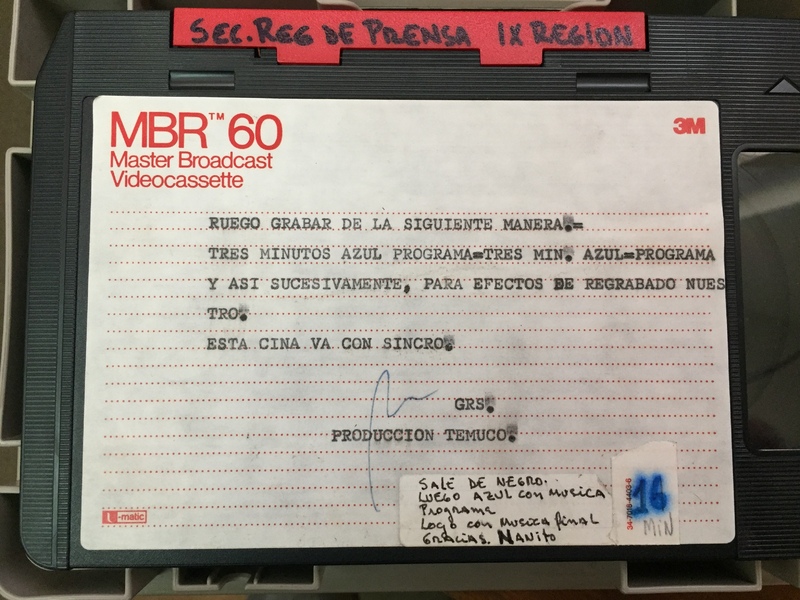 SEC. REG DE PRENSA IX REGION
MBR™ 60
3M
Master Broadcast
Videocassette
RUEGO GRABAR DE LA SIGUIENTE MANERA.=
TRES MINUTOS AZUL PROGRAMA=TRES MIN. AZUL=PROGRAMA
Y ASI SUCESIVAMENTE, PARA EFECTOS DE REGRABADO NUES
TRO.
ESTA CINA VA CON SINCRO.
GRS.
PRODUCCION TEMUCO.
SALE DE NEGRO.
LUEGO AZUL con MUSICA
Programa
Logo con musica final
GRACIAS. NANito
16
MIN
U-matic